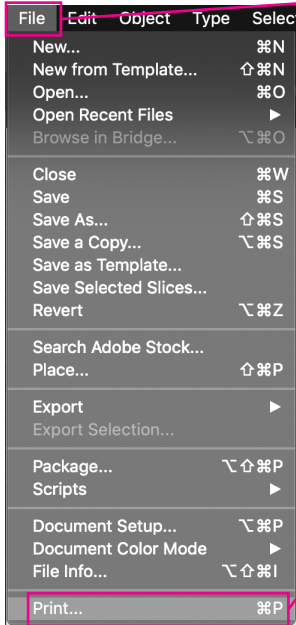 File Edit Object Type Selec
New... ⌘N
New from Template... ⇧⌘N
Open... ⌘O
Open Recent Files ▶
Browse in Bridge... ⌥⌘O
Close ⌘W
Save ⌘S
Save As... ⇧⌘S
Save a Copy... ⌥⌘S
Save as Template...
Save Selected Slices...
Revert ⌥⌘Z
Search Adobe Stock...
Place... ⇧⌘P
Export ▶
Export Selection...
Package... ⌥⇧⌘P
Scripts ▶
Document Setup... ⌥⌘P
Document Color Mode ▶
File Info... ⌥⇧⌘I
Print... ⌘P